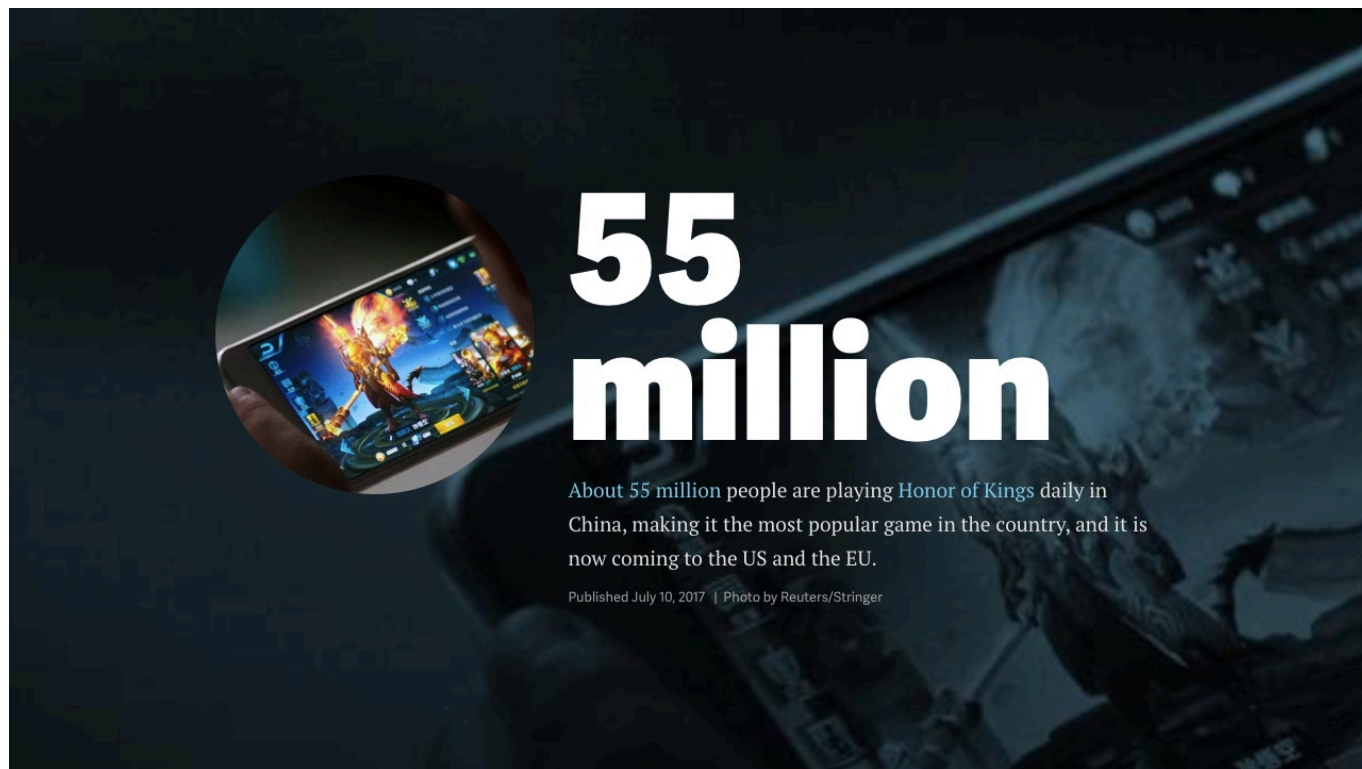 55
million
About 55 million people are playing Honor of Kings daily in
China, making it the most popular game in the country, and it is
now coming to the US and the EU.
Published July 10, 2017 | Photo by Reuters/Stringer